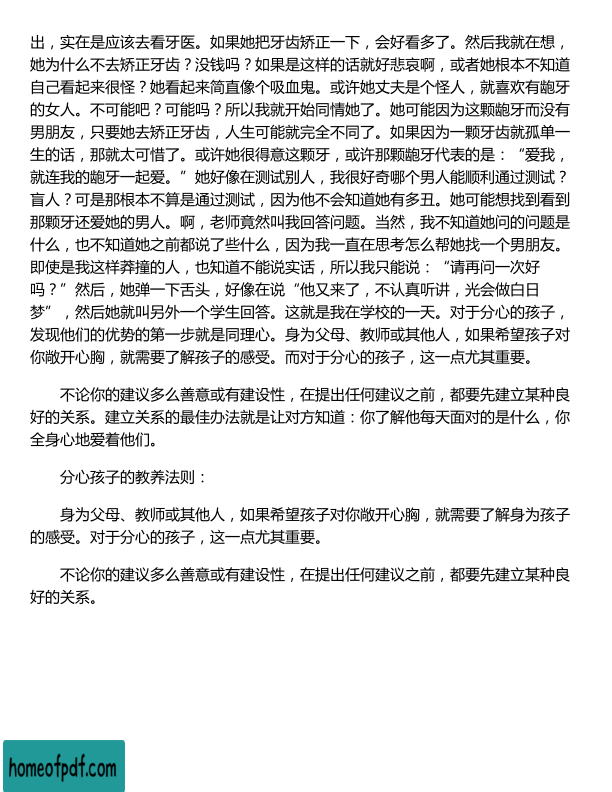 出，实在是应该去看牙医。如果她把牙齿矫正一下，会好看多了。然后我就在想，
她为什么不去矫正牙齿？没钱吗？如果是这样的话就好悲哀啊，或者她根本不知道
自己看起来很怪？她看起来简直像个吸血鬼。或许她丈夫是个怪人，就喜欢有龅牙
的女人。不可能吧？可能吗？所以我就开始同情她了。她可能因为这颗龅牙而没有
男朋友，只要她去矫正牙齿，人生可能就完全不同了。如果因为一颗牙齿就孤单一
生的话，那就太可惜了。或许她很得意这颗牙，或许那颗龅牙代表的是：“爱我，
就连我的龅牙一起爱。”她好像在测试别人，我很好奇哪个男人能顺利通过测试？
盲人？可是那根本不算是通过测试，因为他不会知道她有多丑。她可能想找到看到
那颗牙还爱她的男人。啊，老师竟然叫我回答问题。当然，我不知道她问的问题是
什么，也不知道她之前都说了些什么，因为我一直在思考怎么帮她找一个男朋友。
即使是我这样莽撞的人，也知道不能说实话，所以我只能说：“请再问一次好
吗？”然后，她弹一下舌头，好像在说“他又来了，不认真听讲，光会做白日
梦”，然后她就叫另外一个学生回答。这就是我在学校的一天。对于分心的孩子，
发现他们的优势的第一步就是同理心。身为父母、教师或其他人，如果希望孩子对
你敞开心胸，就需要了解孩子的感受。而对于分心的孩子，这一点尤其重要。
不论你的建议多么善意或有建设性，在提出任何建议之前，都要先建立某种良
好的关系。建立关系的最佳办法就是让对方知道：你了解他每天面对的是什么，你
全身心地爱着他们。
分心孩子的教养法则：
身为父母、教师或其他人，如果希望孩子对你敞开心胸，就需要了解身为孩子
的感受。对于分心的孩子，这一点尤其重要。
不论你的建议多么善意或有建设性，在提出任何建议之前，都要先建立某种良
好的关系。
homeofpdf.com